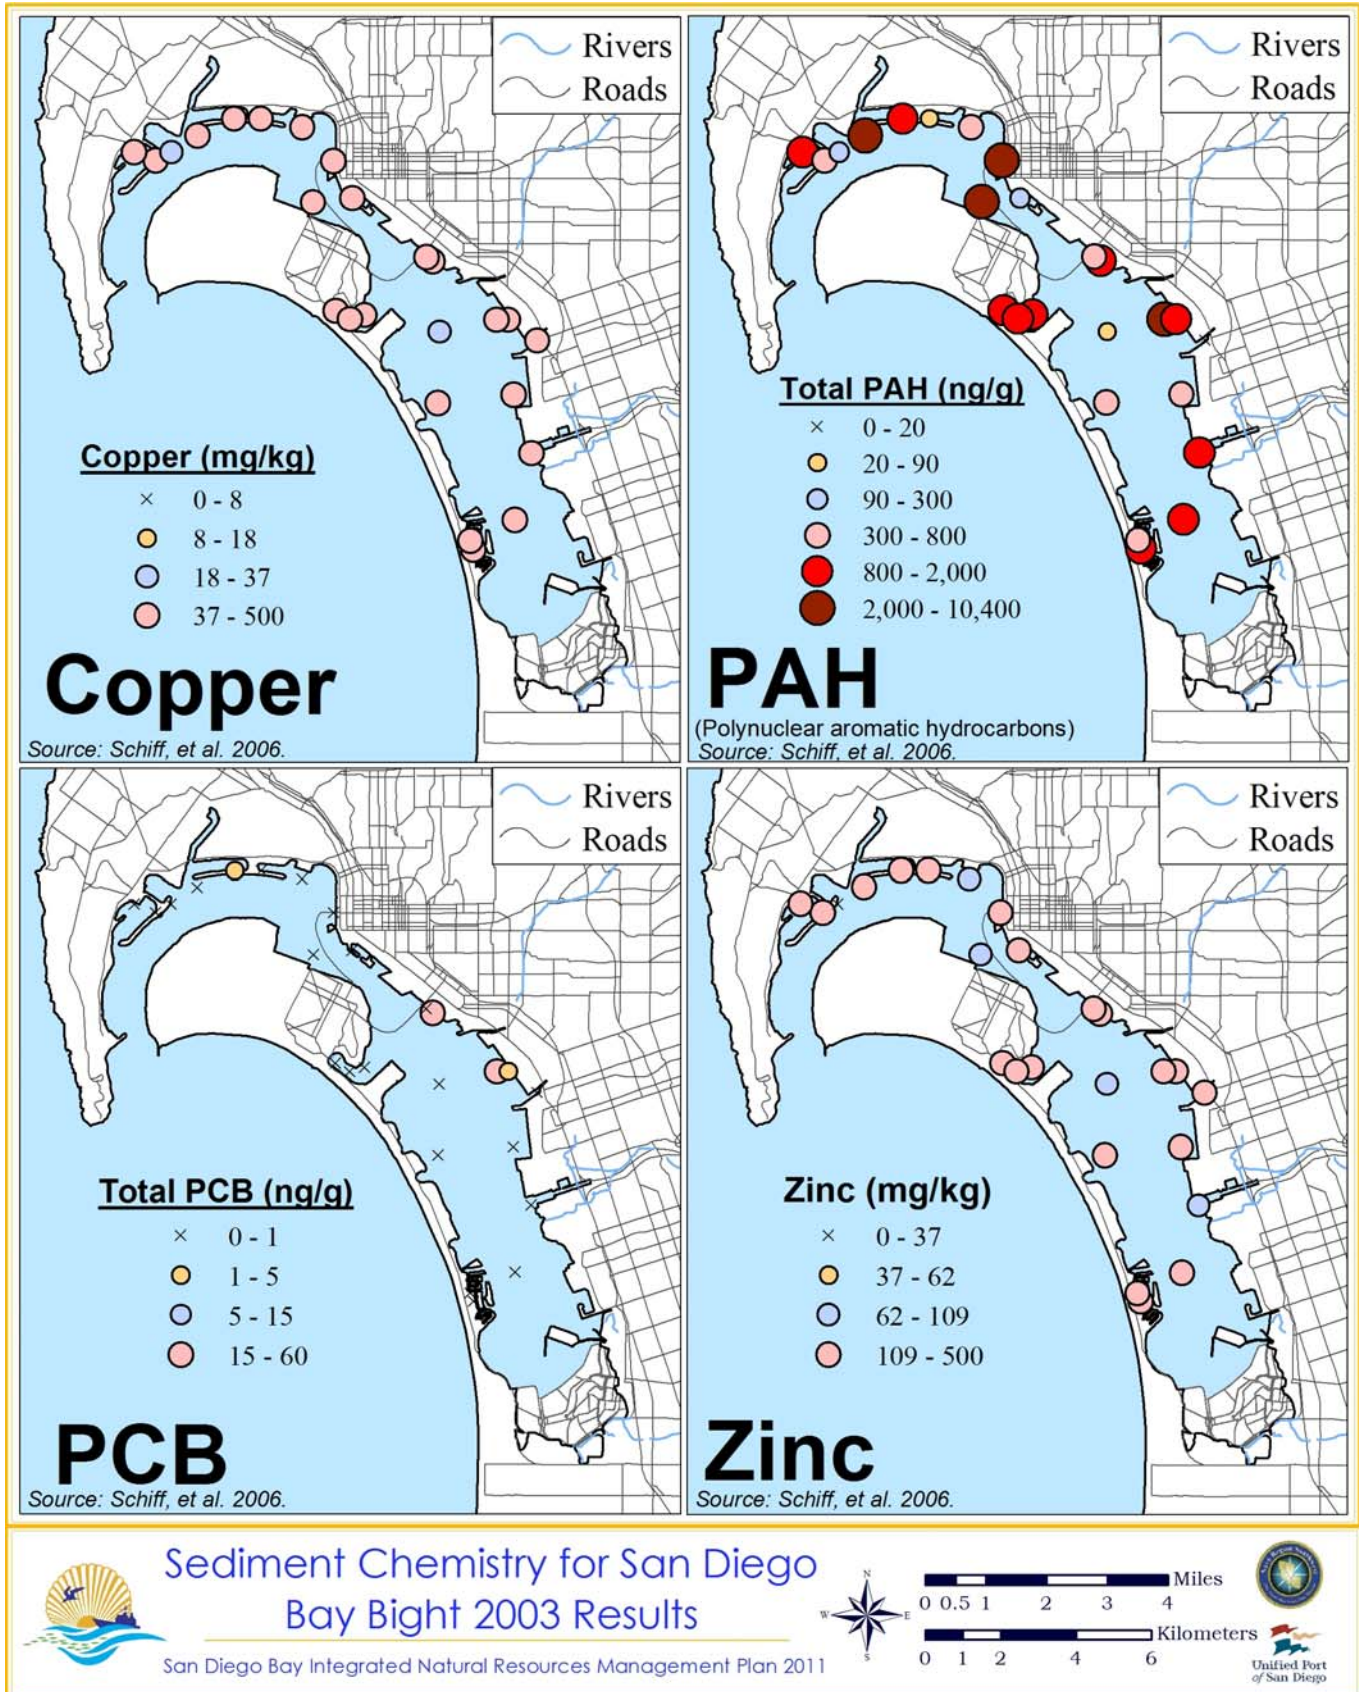 Rivers
Roads
Copper (mg/kg)
× 0 - 8
8 - 18
18 - 37
37 - 500
Copper
Source: Schiff, et al. 2006.
Rivers
Roads
Total PAH (ng/g)
× 0 - 20
20 - 90
90 - 300
300 - 800
800 - 2,000
2,000 - 10,400
PAH
(Polynuclear aromatic hydrocarbons)
Source: Schiff, et al. 2006.
Rivers
Roads
Total PCB (ng/g)
× 0 - 1
1 - 5
5 - 15
15 - 60
PCB
Source: Schiff, et al. 2006.
Rivers
Roads
Zinc (mg/kg)
× 0 - 37
37 - 62
62 - 109
109 - 500
Zinc
Source: Schiff, et al. 2006.
Sediment Chemistry for San Diego
Bay Bight 2003 Results
San Diego Bay Integrated Natural Resources Management Plan 2011
N
W E
S
Miles
0 0.5 1 2 3 4
Kilometers
0 1 2 4 6
Unified Port
of San Diego